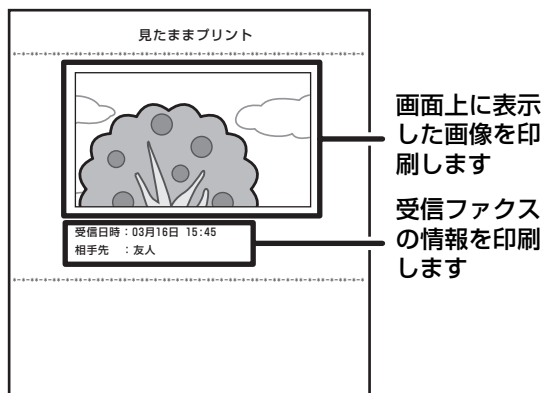 見たままプリント
画面上に表示
した画像を印
刷します
受信日時：03月16日 15:45
相手先　：友人
受信ファクス
の情報を印刷
します